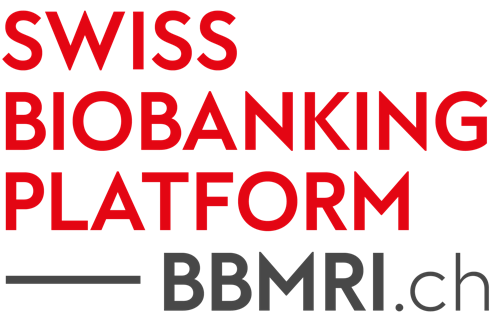 SWISS
BIOBANKING
PLATFORM
BBMRI.ch